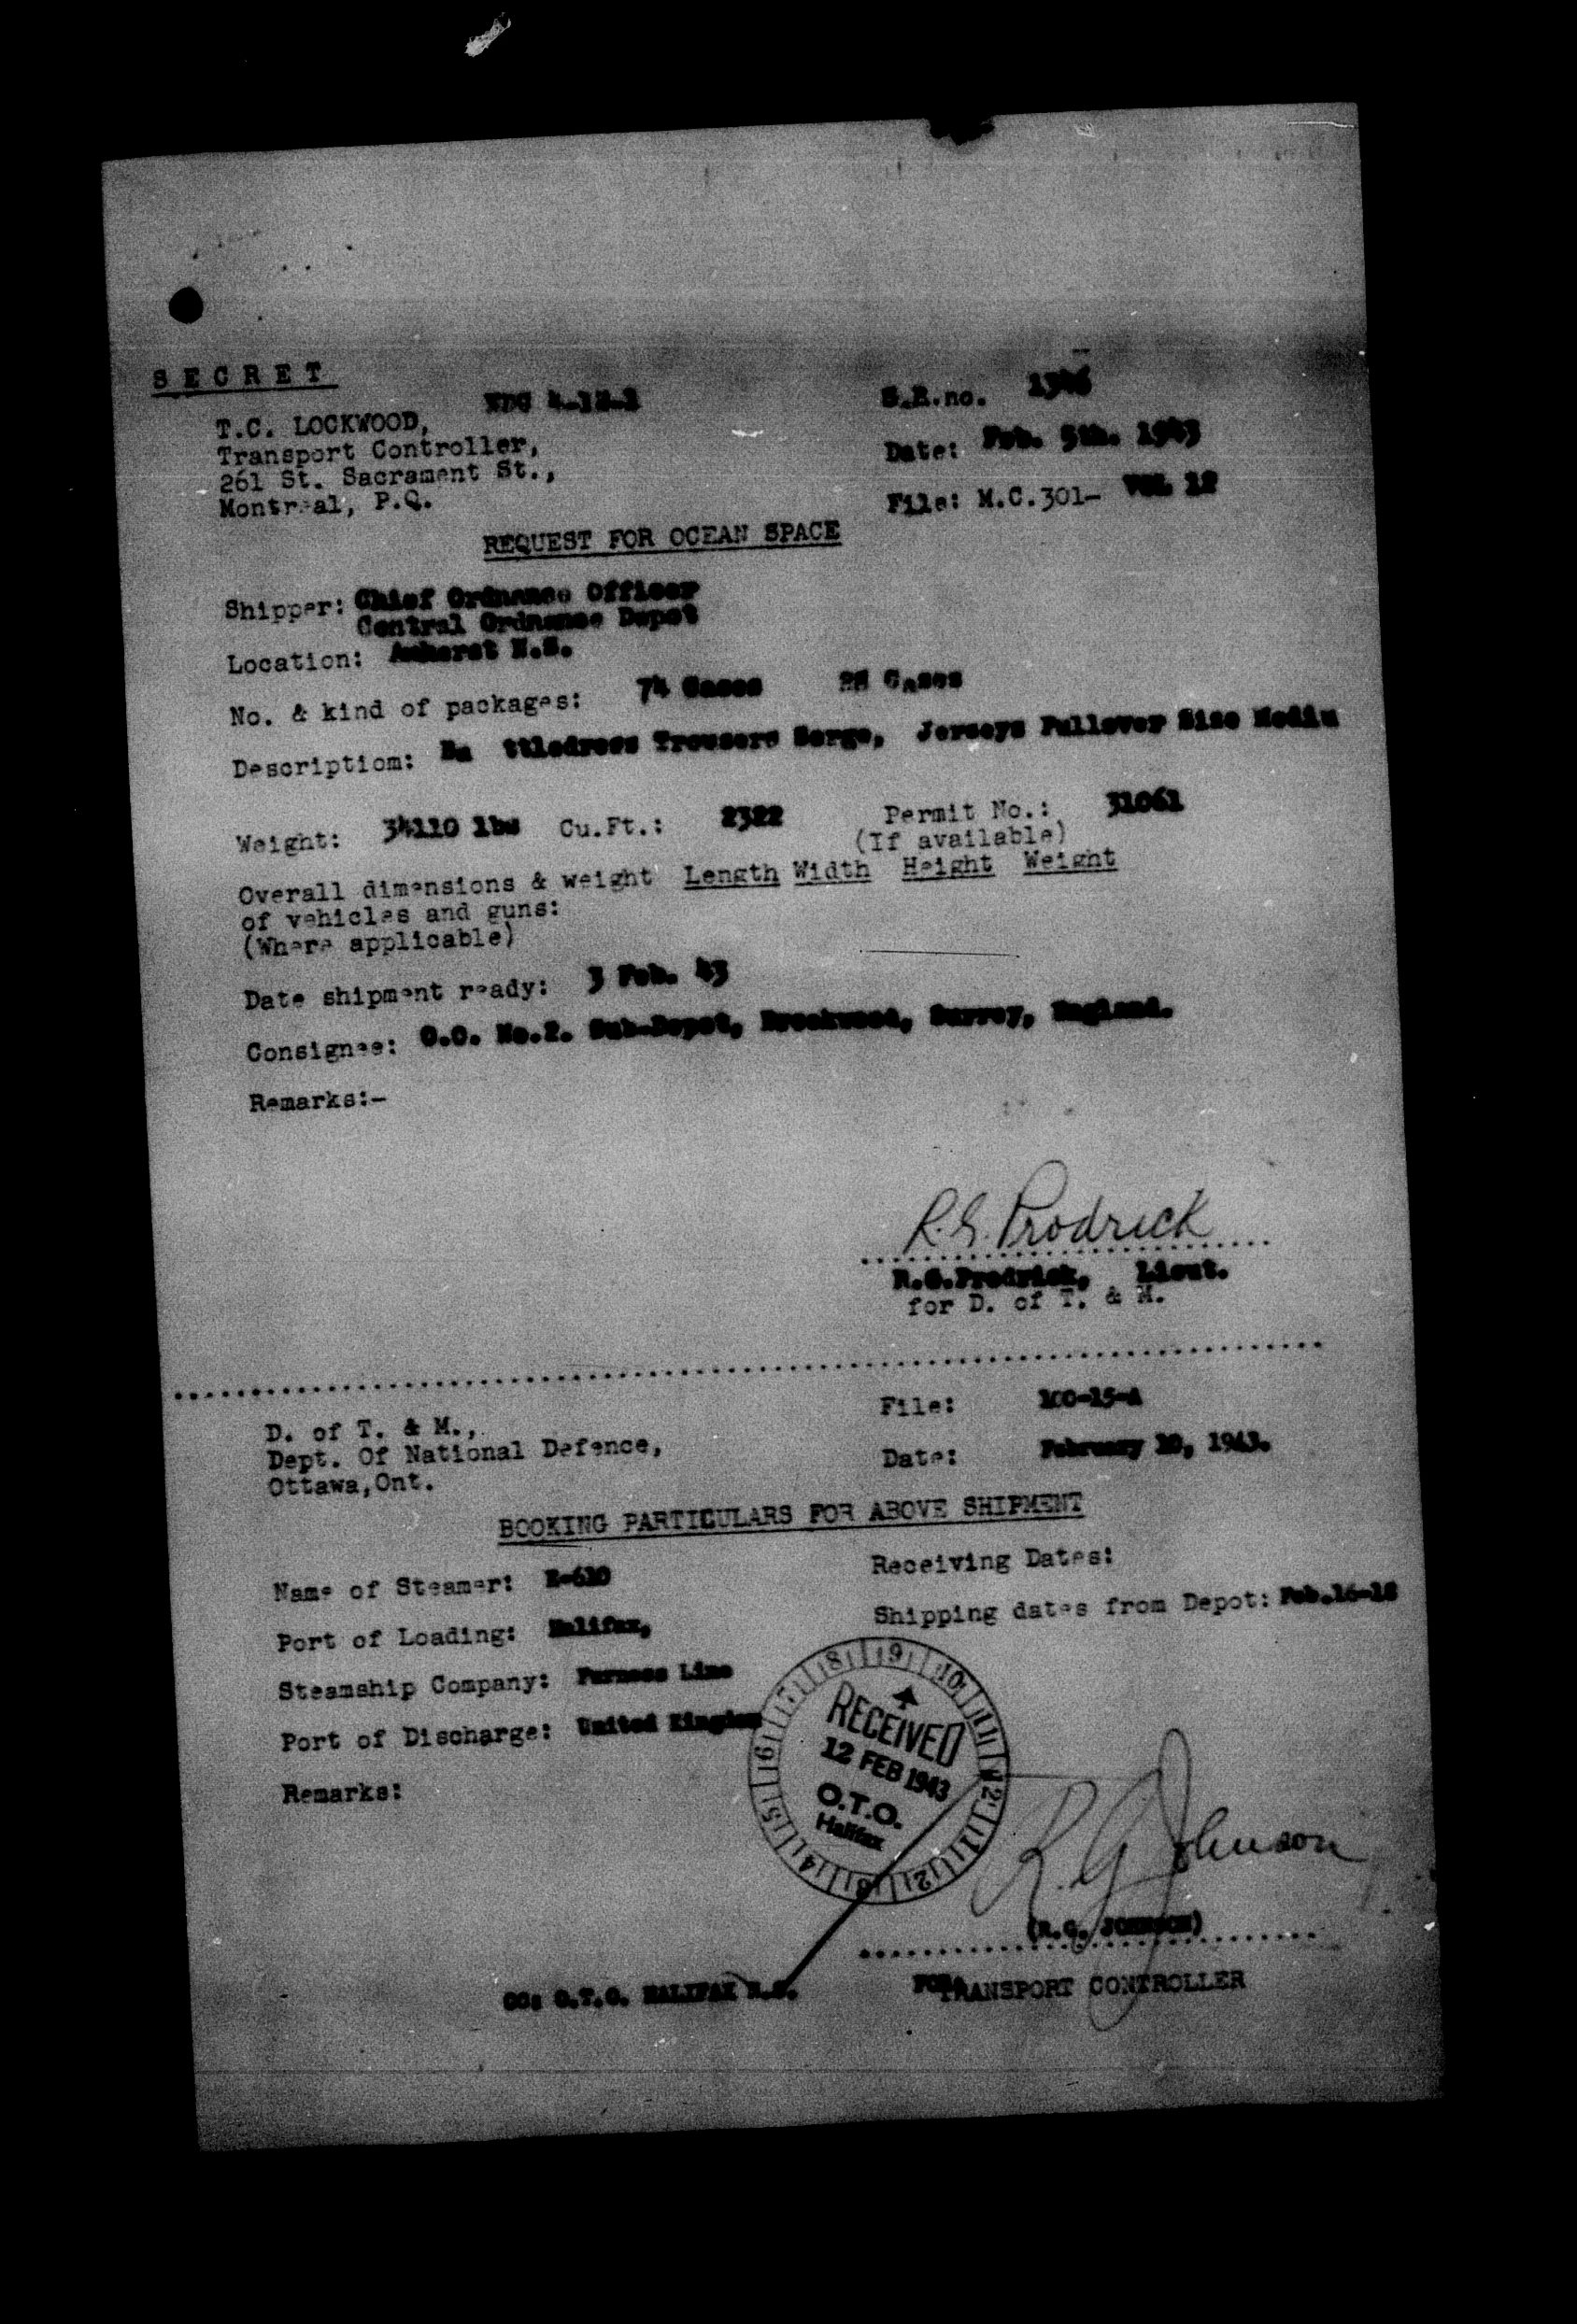 SECRET
T.C. LOCKWOOD,
Transport Controller,
261 St. Sacrament St.,
Montreal, P.Q.
S.R.no. 1346
Date: Feb. 5th. 1943
File: M.C.301- VOL 12
REQUEST FOR OCEAN SPACE
Shipper: Chief Ordnance Officer
Central Ordnance Depot
Location: Amherst N.S.
No. & kind of packages: 74 Cases Cases
Description: Ba ttledress Trousers Serge, Jerseys Pullover Size Mediu
Weight: 34110 lbs Cu.Ft.: 2322 Permit No.: 31061
(If available)
Overall dimensions & weight Length Width Height Weight
of vehicles and guns:
(Where applicable)
Date shipment ready: 3 Feb. 43
Consignee: O.C. No.2. Sub-Depot, Brookwood, Surrey, England.
Remarks:-
R.G. Prodrick
R.G.Prodrick, Lieut.
for D. of T. & M.
D. of T. & M.,
Dept. Of National Defence,
Ottawa,Ont.
File: 100-15-A
Date: February 10, 1943.
BOOKING PARTICULARS FOR ABOVE SHIPMENT
Name of Steamer: E-610
Receiving Dates:
Port of Loading: Halifax,
Shipping dates from Depot: Feb.16-18
Steamship Company: Furness Line
Port of Discharge: United Kingdom
Remarks:
RECEIVED
12 FEB 1943
O.T.O.
Halifax
R.G. Johnson
(R.G. JOHNSON)
FOR TRANSPORT CONTROLLER
CC: O.T.O. HALIFAX N.S.